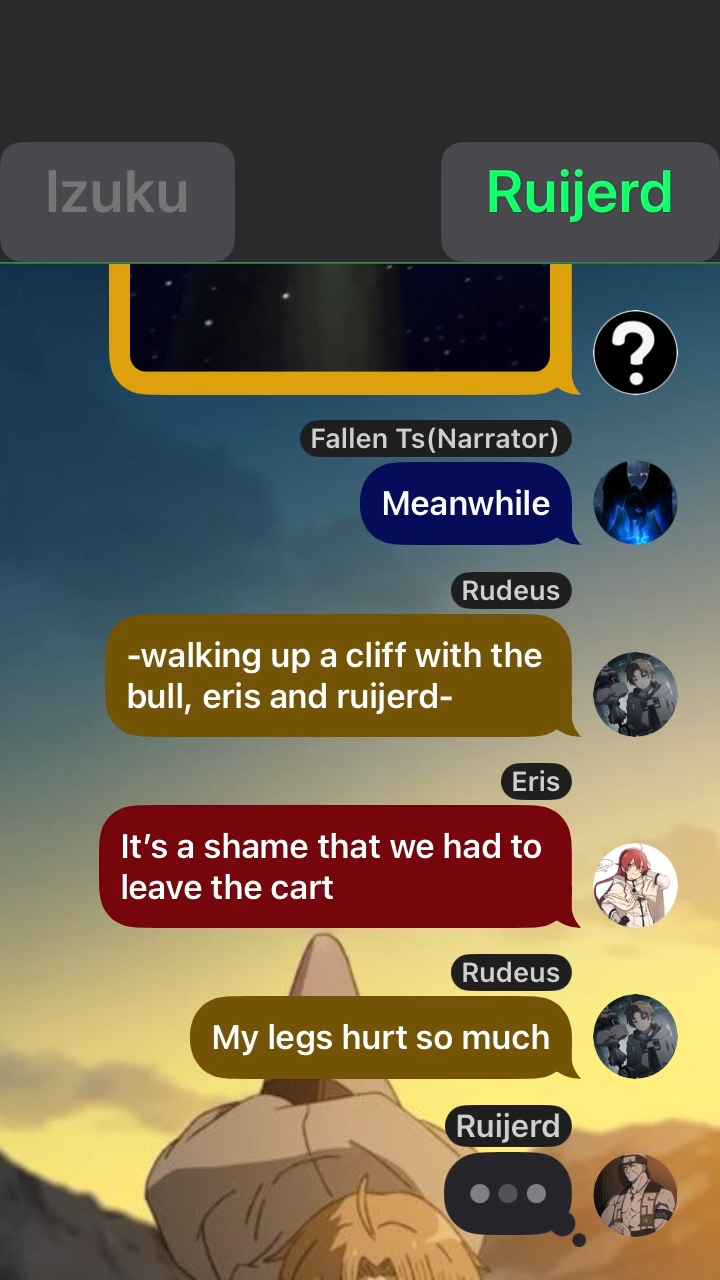 Izuku
Ruijerd
?
Fallen Ts(Narrator)
Meanwhile
Rudeus
-walking up a cliff with the
bull, eris and ruijerd-
Eris
It’s a shame that we had to
leave the cart
Rudeus
My legs hurt so much
Ruijerd